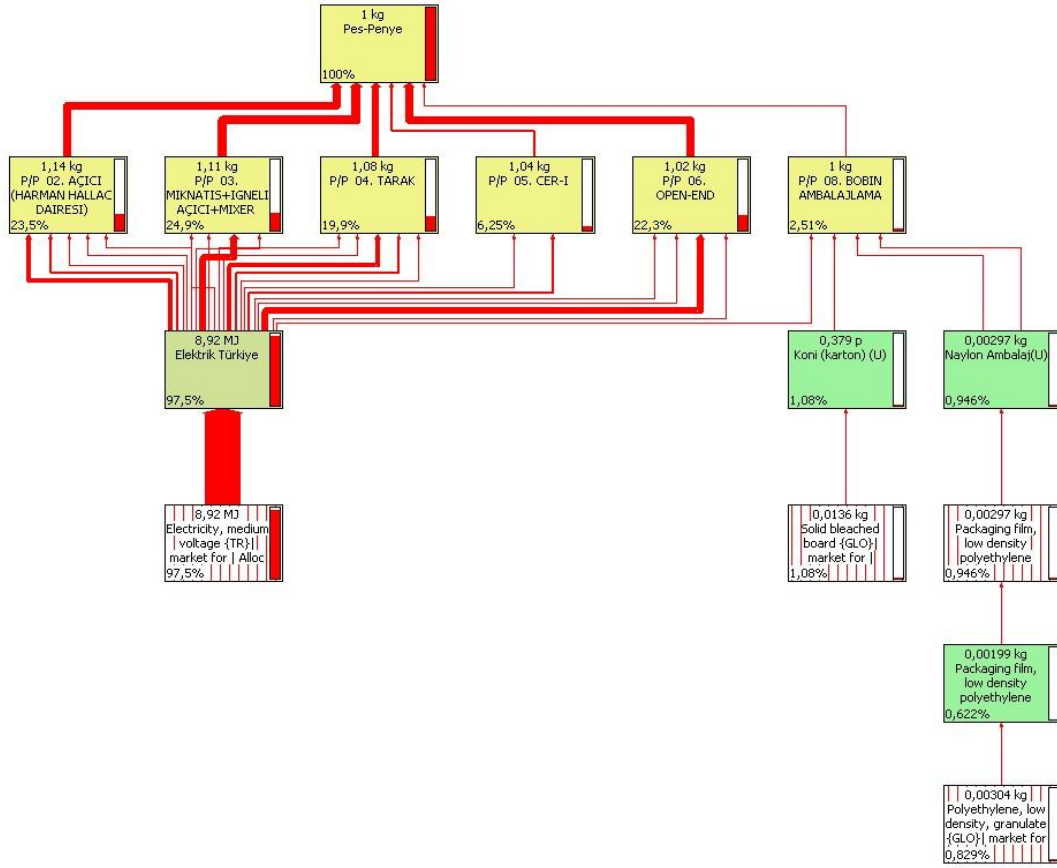 1 kg
Pes-Penye
100%
1,14 kg
P/P 02. AÇICI
(HARMAN HALLAC
DAIRESI)
23,5%
1,11 kg
P/P 03.
MIKNATIS+IGNELI
AÇICI+MIXER
24,9%
1,08 kg
P/P 04. TARAK
19,9%
1,04 kg
P/P 05. CER-I
6,25%
1,02 kg
P/P 06.
OPEN-END
22,3%
1 kg
P/P 08. BOBIN
AMBALAJLAMA
2,51%
8,92 MJ
Elektrik Türkiye
97,5%
0,379 p
Koni (karton) (U)
1,08%
0,00297 kg
Naylon Ambalaj(U)
0,946%
8,92 MJ
Electricity, medium
voltage {TR}|
market for | Alloc
97,5%
0,0136 kg
Solid bleached
board {GLO}|
market for |
1,08%
0,00297 kg
Packaging film,
low density
polyethylene
0,946%
0,00199 kg
Packaging film,
low density
polyethylene
0,622%
0,00304 kg
Polyethylene, low
density, granulate
{GLO}| market for
0,829%